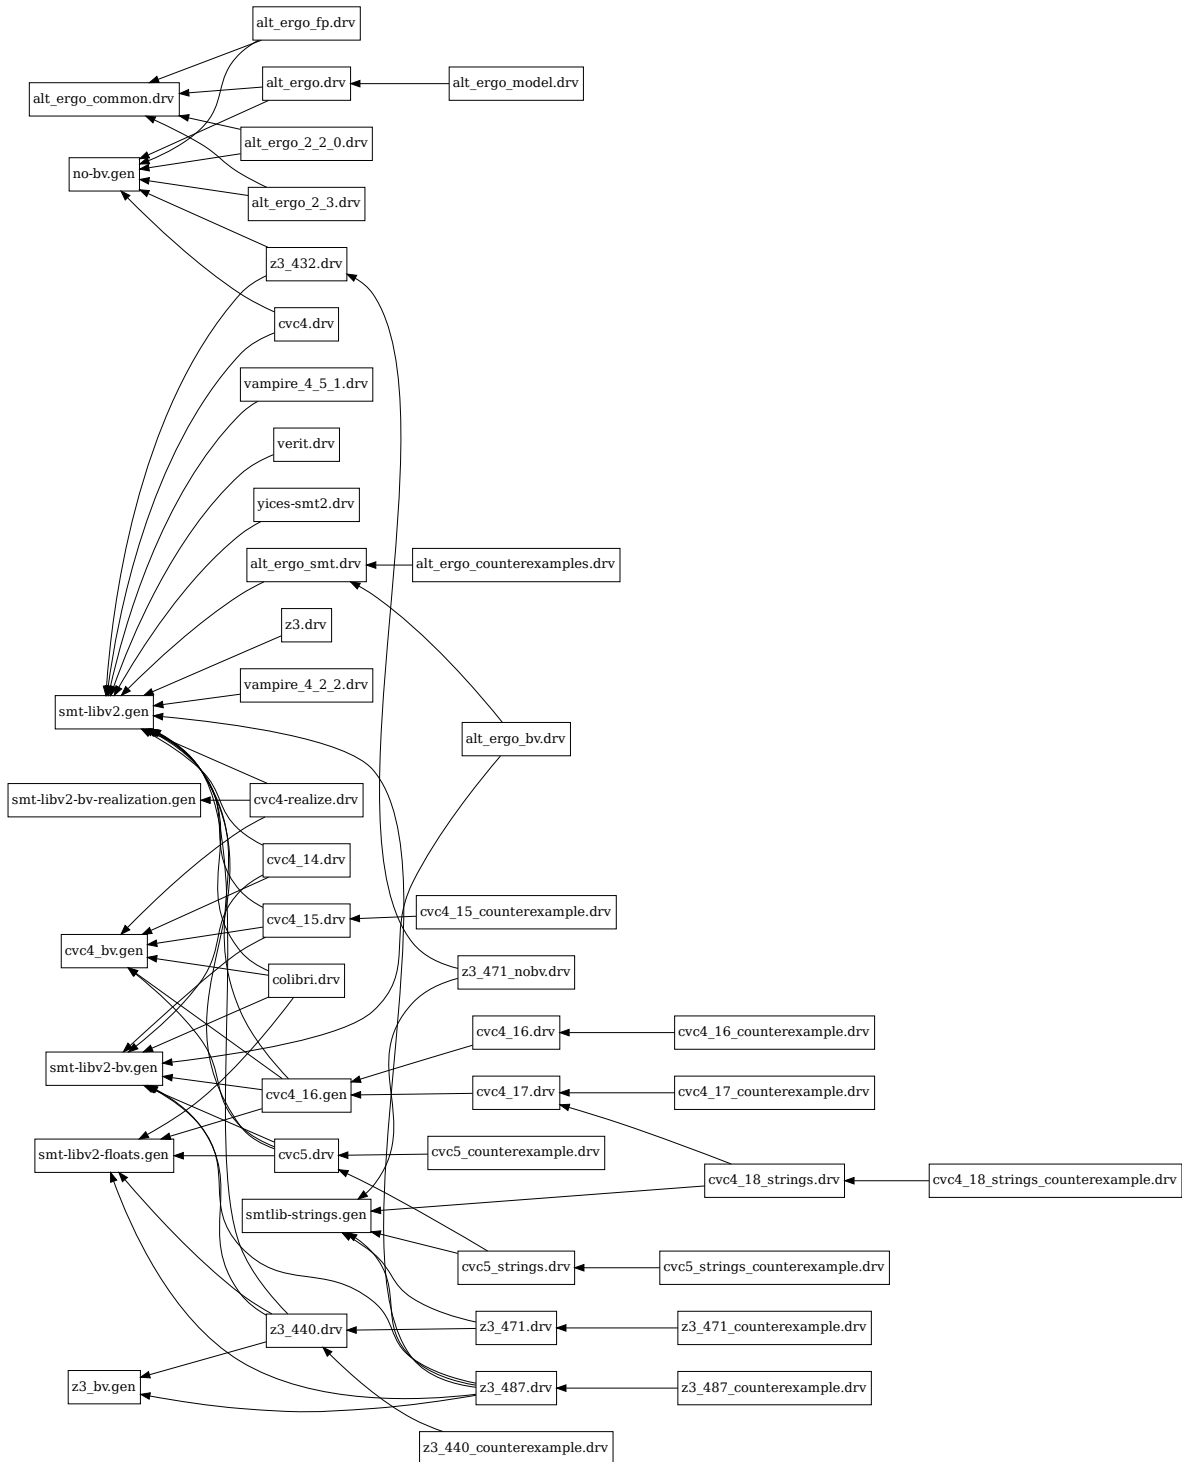 alt_ergo_fp.drv
alt_ergo.drv
alt_ergo_model.drv
alt_ergo_common.drv
alt_ergo_2_2_0.drv
no-bv.gen
alt_ergo_2_3.drv
z3_432.drv
cvc4.drv
vampire_4_5_1.drv
verit.drv
yices-smt2.drv
alt_ergo_smt.drv
alt_ergo_counterexamples.drv
z3.drv
vampire_4_2_2.drv
smt-libv2.gen
alt_ergo_bv.drv
smt-libv2-bv-realization.gen
cvc4-realize.drv
cvc4_14.drv
cvc4_15.drv
cvc4_15_counterexample.drv
cvc4_bv.gen
colibri.drv
z3_471_nobv.drv
cvc4_16.drv
cvc4_16_counterexample.drv
smt-libv2-bv.gen
cvc4_16.gen
cvc4_17.drv
cvc4_17_counterexample.drv
smt-libv2-floats.gen
cvc5.drv
cvc5_counterexample.drv
cvc4_18_strings.drv
cvc4_18_strings_counterexample.drv
smtlib-strings.gen
cvc5_strings.drv
cvc5_strings_counterexample.drv
z3_440.drv
z3_471.drv
z3_471_counterexample.drv
z3_bv.gen
z3_487.drv
z3_487_counterexample.drv
z3_440_counterexample.drv